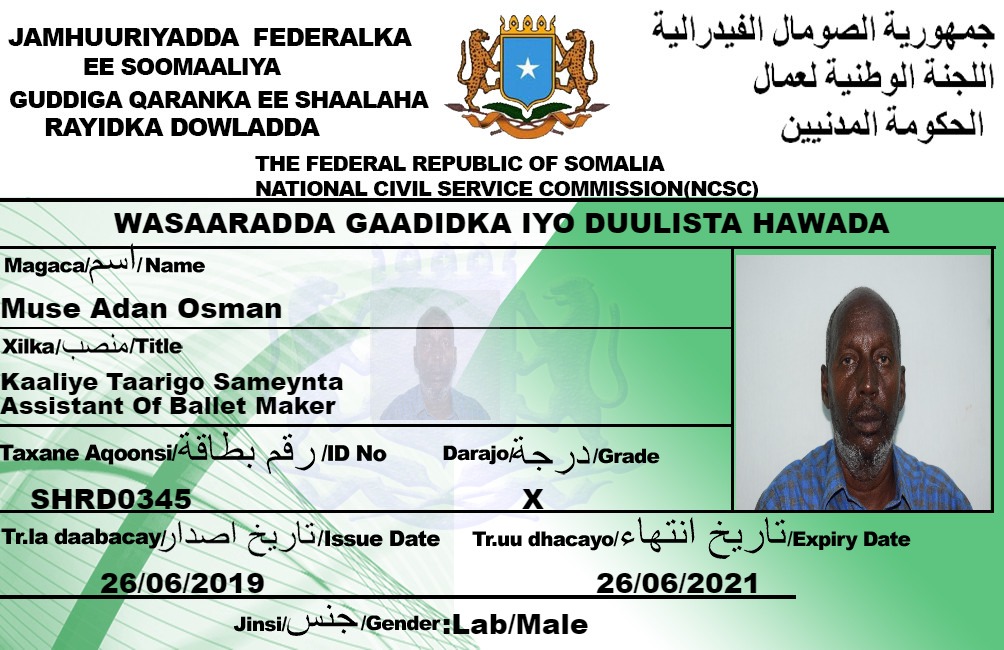 JAMHUURIYADDA FEDERALKA
EE SOOMAALIYA
GUDDIGA QARANKA EE SHAALAHA
RAYIDKA DOWLADDA
جمهورية الصومال الفيدرالية
اللجنة الوطنية لعمال
الحكومة المدنيين
THE FEDERAL REPUBLIC OF SOMALIA
NATIONAL CIVIL SERVICE COMMISSION(NCSC)
WASAARADDA GAADIDKA IYO DUULISTA HAWADA
Magaca/اسم/Name
Muse Adan Osman
Xilka/منصب/Title
Kaaliye Taarigo Sameynta
Assistant Of Ballet Maker
Taxane Aqoonsi/رقم بطاقة/ID No
Darajo/درجة/Grade
SHRD0345
X
Tr.la daabacay/تاريخ اصدار/Issue Date
Tr.uu dhacayo/تاريخ انتهاء/Expiry Date
26/06/2019
26/06/2021
Jinsi/جنس/Gender:Lab/Male